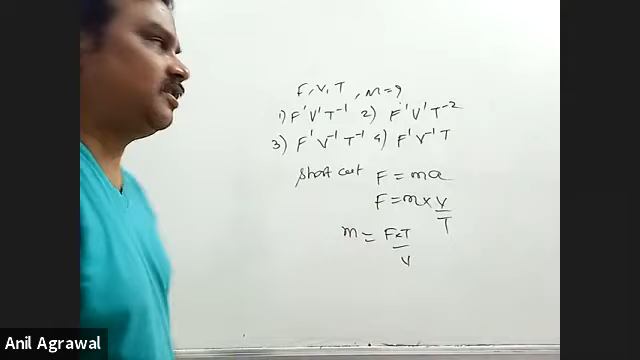 F, V, T , m = ?
1) F¹ V¹ T⁻¹ 2) F¹ V¹ T⁻²
3) F¹ V⁻¹ T⁻¹ 4) F¹ V⁻¹ T
Short cut F = ma
F = m × V/T
m = F×T/V
Anil Agrawal